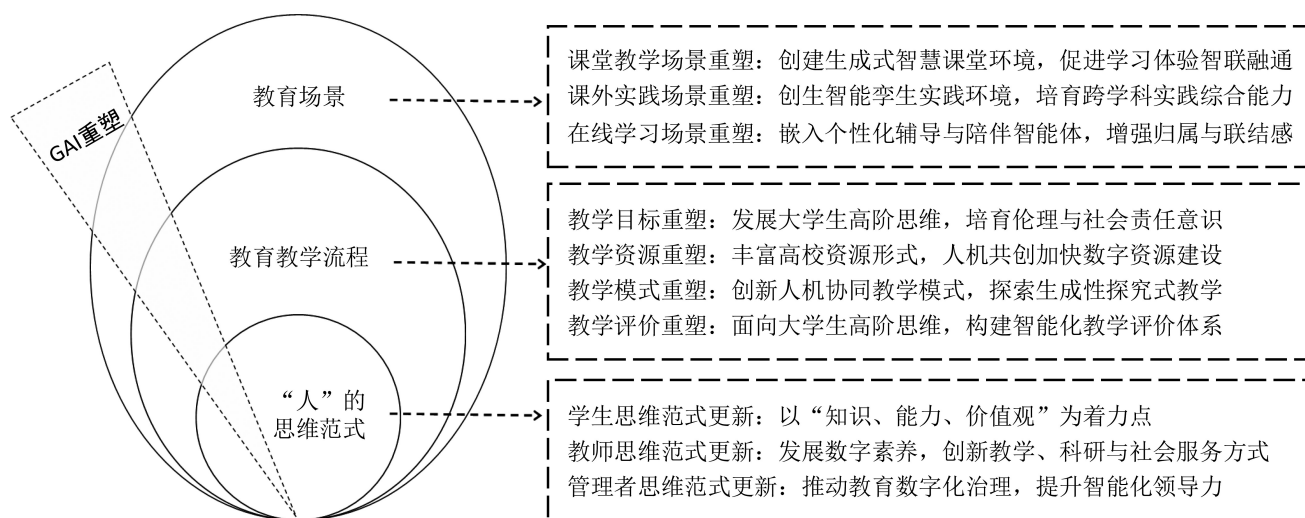 GAI重塑
教育场景
课堂教学场景重塑：创建生成式智慧课堂环境，促进学习体验智联融通
课外实践场景重塑：创生智能孪生实践环境，培育跨学科实践综合能力
在线学习场景重塑：嵌入个性化辅导与陪伴智能体，增强归属与联结感
教育教学流程
教学目标重塑：发展大学生高阶思维，培育伦理与社会责任意识
教学资源重塑：丰富高校资源形式，人机共创加快数字资源建设
教学模式重塑：创新人机协同教学模式，探索生成性探究式教学
教学评价重塑：面向大学生高阶思维，构建智能化教学评价体系
“人”的
思维范式
学生思维范式更新：以“知识、能力、价值观”为着力点
教师思维范式更新：发展数字素养，创新教学、科研与社会服务方式
管理者思维范式更新：推动教育数字化治理，提升智能化领导力